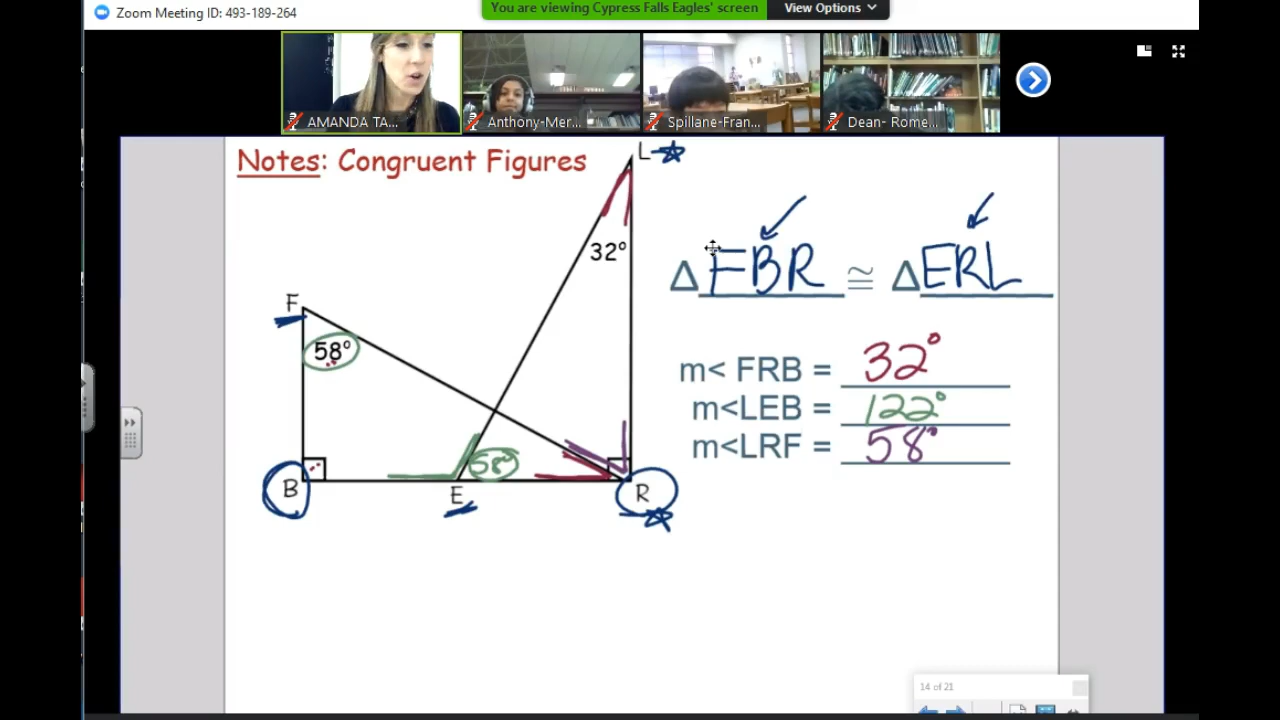 Zoom Meeting ID: 493-189-264
You are viewing Cypress Falls Eagles' screen
View Options
AMANDA TA...
Anthony-Mer...
Spillane-Fran...
Dean- Rome...
Notes: Congruent Figures
L
32°
F
58°
58°
B
E
R
Δ FBR ≅ Δ ERL
m< FRB = 32°
m<LEB = 122°
m<LRF = 58°
14 of 21